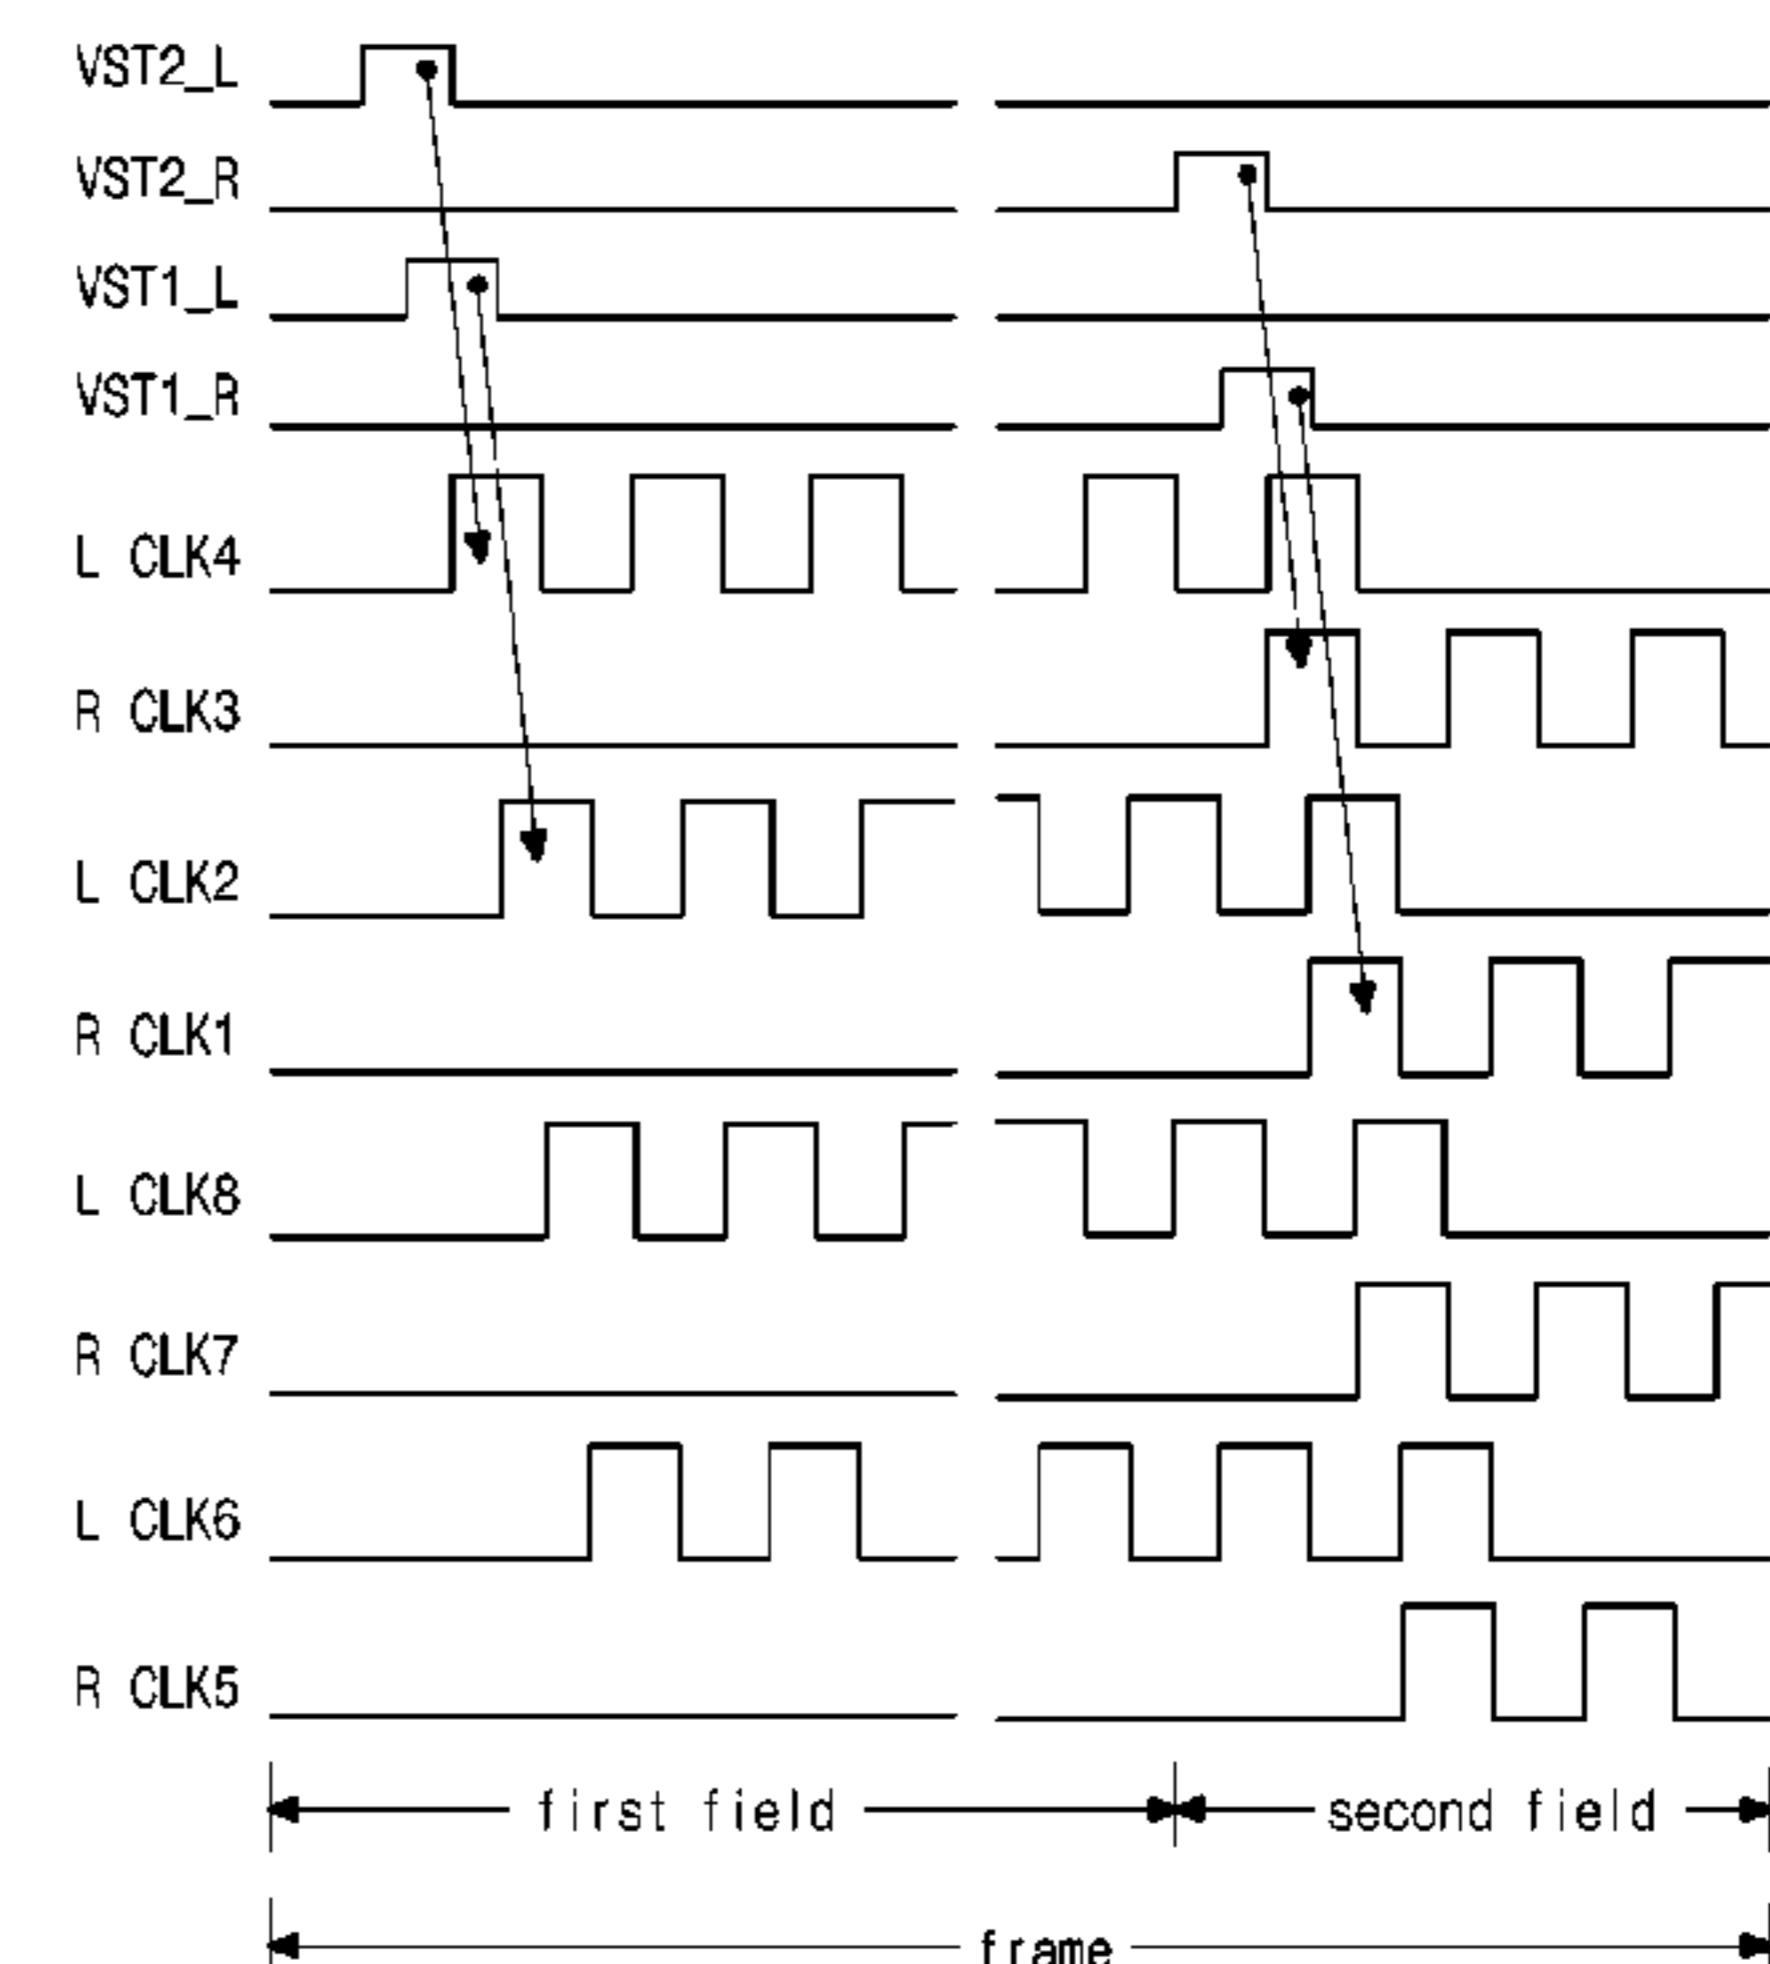 VST2_L
VST2_R
VST1_L
VST1_R
L CLK4
R CLK3
L CLK2
R CLK1
L CLK8
R CLK7
L CLK6
R CLK5
first field second field
frame